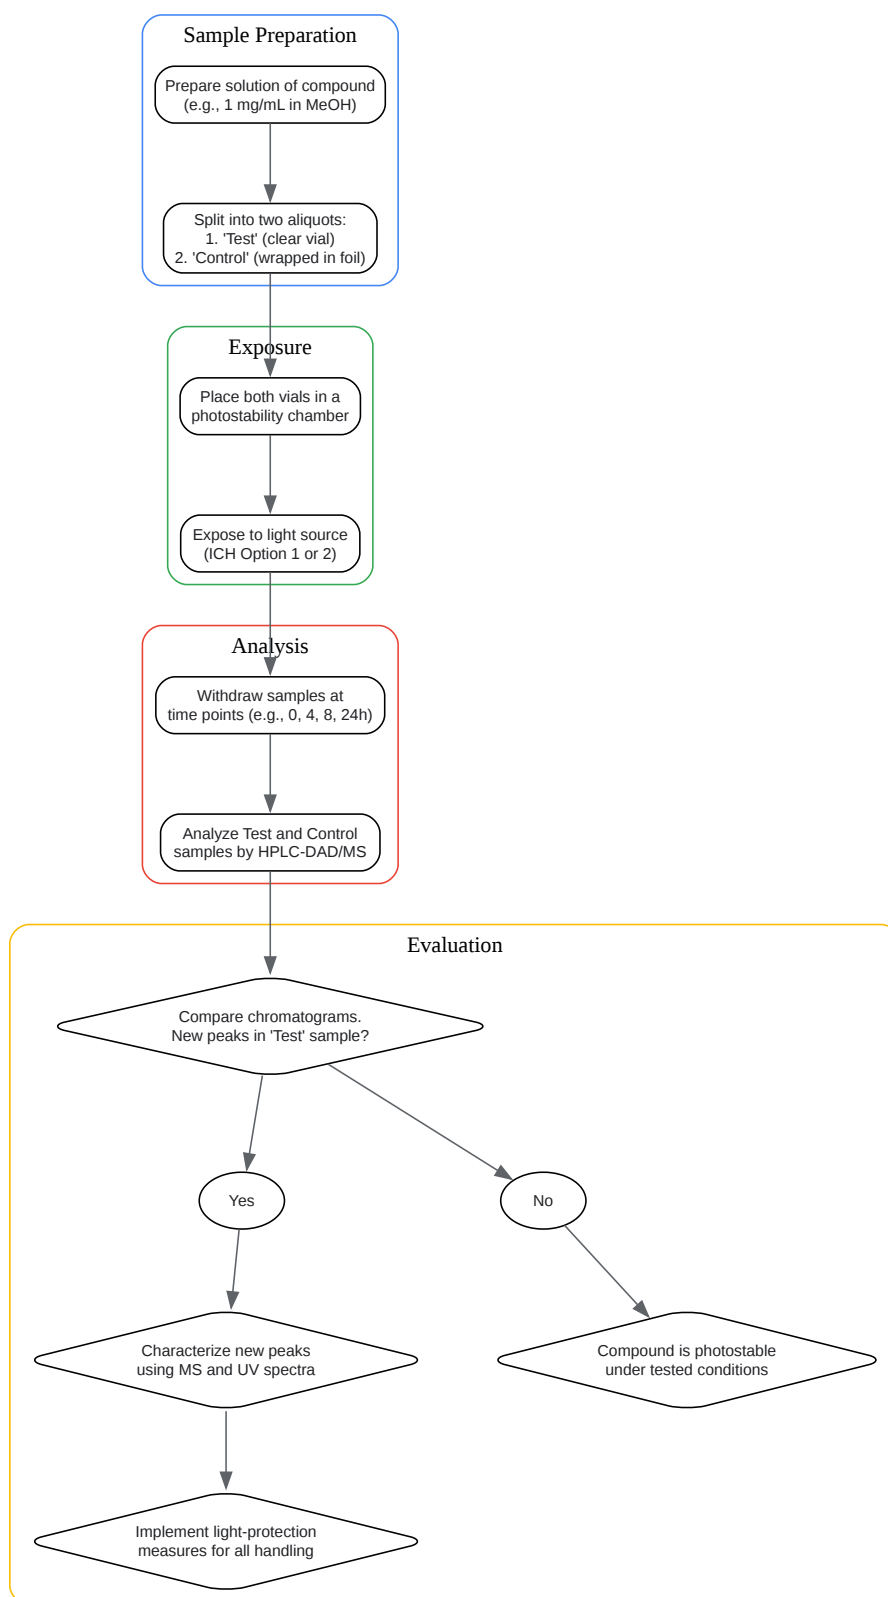 Sample Preparation
Prepare solution of compound
(e.g., 1 mg/mL in MeOH)
Split into two aliquots:
1. 'Test' (clear vial)
2. 'Control' (wrapped in foil)
Exposure
Place both vials in a
photostability chamber
Expose to light source
(ICH Option 1 or 2)
Analysis
Withdraw samples at
time points (e.g., 0, 4, 8, 24h)
Analyze Test and Control
samples by HPLC-DAD/MS
Evaluation
Compare chromatograms.
New peaks in 'Test' sample?
Yes
No
Characterize new peaks
using MS and UV spectra
Compound is photostable
under tested conditions
Implement light-protection
measures for all handling